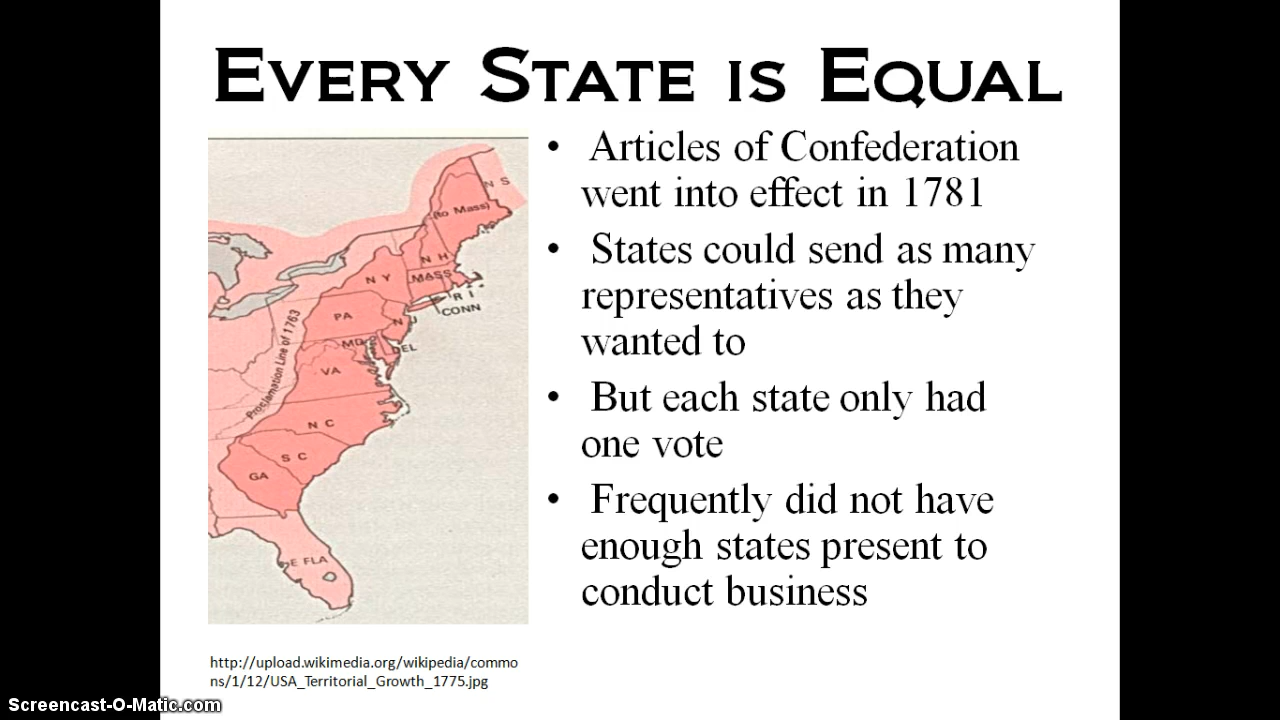 EVERY STATE IS EQUAL
• Articles of Confederation
went into effect in 1781
• States could send as many
representatives as they
wanted to
• But each state only had
one vote
• Frequently did not have
enough states present to
conduct business
N S
(to Mass)
N H
N Y
MASS
R I
CONN
PA
N J
MD
DEL
VA
Proclamation Line of 1763
N C
S C
GA
E FLA
http://upload.wikimedia.org/wikipedia/commo
ns/1/12/USA_Territorial_Growth_1775.jpg
Screencast-O-Matic.com